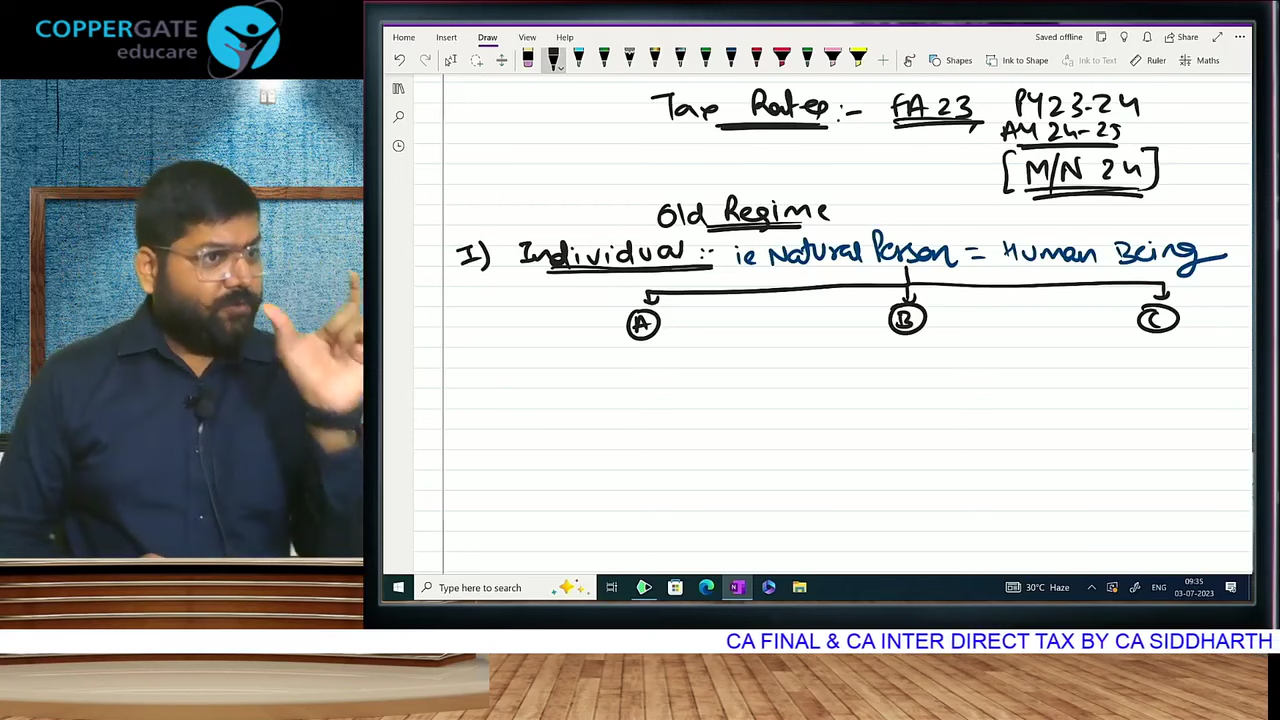 COPPERGATE
educare
Home Insert Draw View Help
Saved offline
Share
Shapes
Ink to Shape
Ink to Text
Ruler
Maths
Tax Rates:- FA 23 PY 23-24
AY 24-25
[M/N 24]
Old Regime
I) Individual :- ie Natural Person = Human Being
A B C
Type here to search
30°C Haze
ENG
09:35
03-07-2023
CA FINAL & CA INTER DIRECT TAX BY CA SIDDHARTH